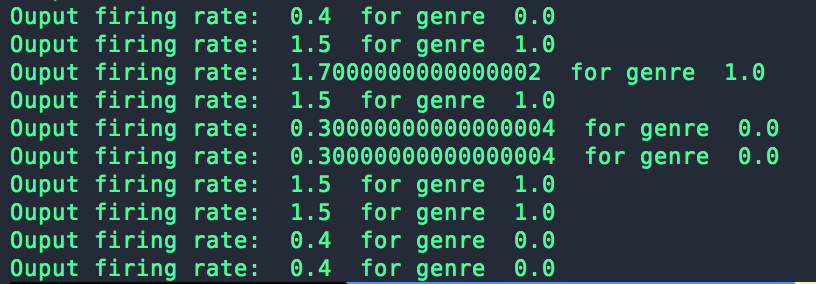 Ouput firing rate:  0.4  for genre  0.0
Ouput firing rate:  1.5  for genre  1.0
Ouput firing rate:  1.7000000000000002  for genre  1.0
Ouput firing rate:  1.5  for genre  1.0
Ouput firing rate:  0.30000000000000004  for genre  0.0
Ouput firing rate:  0.30000000000000004  for genre  0.0
Ouput firing rate:  1.5  for genre  1.0
Ouput firing rate:  1.5  for genre  1.0
Ouput firing rate:  0.4  for genre  0.0
Ouput firing rate:  0.4  for genre  0.0